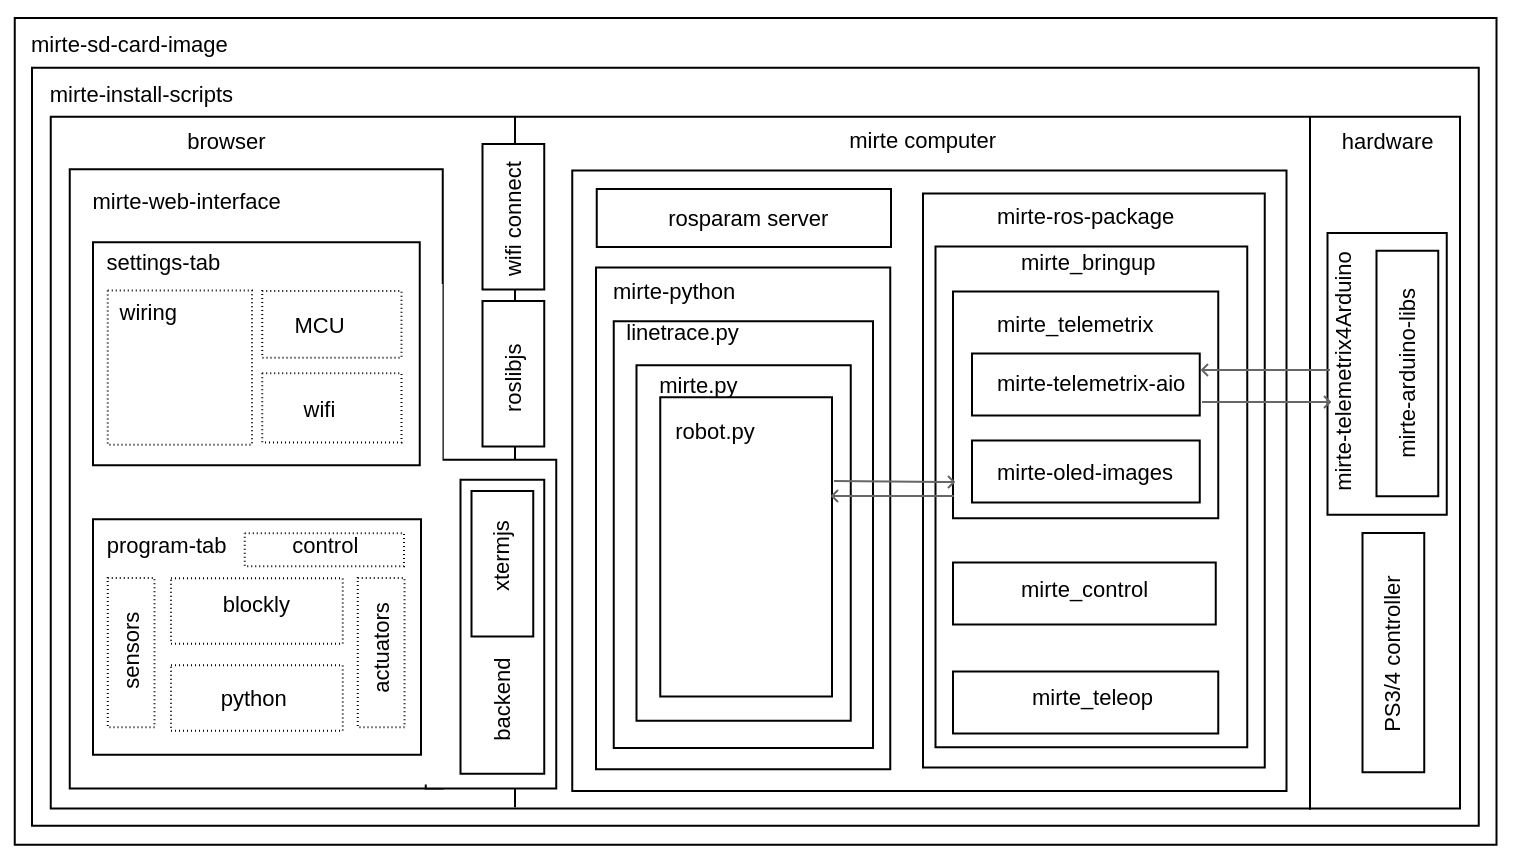 mirte-sd-card-image
mirte-install-scripts
browser
mirte-web-interface
settings-tab
wiring
MCU
wifi
program-tab
control
sensors
blockly
python
actuators
wifi connect
roslibjs
xtermjs
backend
mirte computer
rosparam server
mirte-python
linetrace.py
mirte.py
robot.py
mirte-ros-package
mirte_bringup
mirte_telemetrix
mirte-telemetrix-aio
mirte-oled-images
mirte_control
mirte_teleop
hardware
mirte-telemetrix4Arduino
mirte-arduino-libs
PS3/4 controller